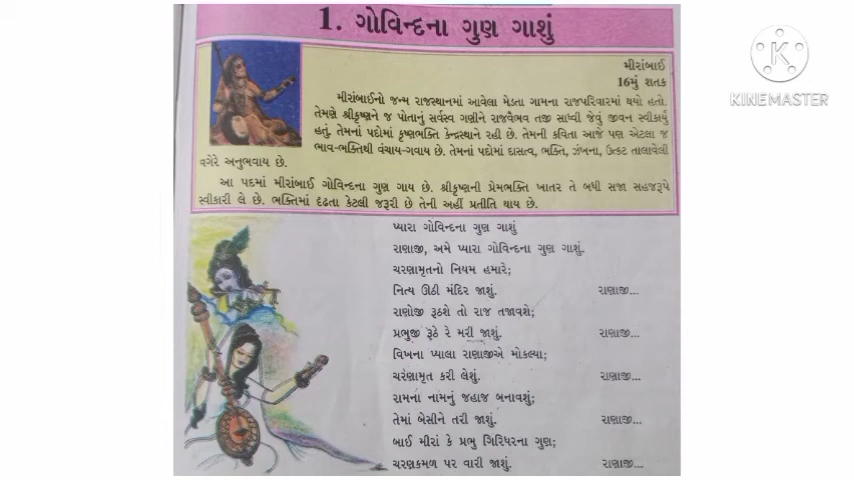 1. ગોવિન્દના ગુણ ગાશું
મીરાંબાઈ
16મું શતક
મીરાંબાઈનો જન્મ રાજસ્થાનમાં આવેલા મેડતા ગામના રાજપરિવારમાં થયો હતો.
તેમણે શ્રીકૃષ્ણને જ પોતાનું સર્વસ્વ ગણીને રાજવૈભવ તજી સાધ્વી જેવું જીવન સ્વીકાર્યું
હતું. તેમનાં પદોમાં કૃષ્ણભક્તિ કેન્દ્રસ્થાને રહી છે. તેમની કવિતા આજે પણ એટલા જ
ભાવ-ભક્તિથી વંચાય-ગવાય છે. તેમનાં પદોમાં દાસત્વ, ભક્તિ, ઝંખના, ઉત્કટ તાલાવેલી
વગેરે અનુભવાય છે.
આ પદમાં મીરાંબાઈ ગોવિન્દના ગુણ ગાય છે. શ્રીકૃષ્ણની પ્રેમભક્તિ ખાતર તે બધી સજા સહજરૂપે
સ્વીકારી લે છે. ભક્તિમાં દૃઢતા કેટલી જરૂરી છે તેની અહીં પ્રતીતિ થાય છે.
પ્યારા ગોવિન્દના ગુણ ગાશું
રાણાજી, અમે પ્યારા ગોવિન્દના ગુણ ગાશું.
ચરણામૃતનો નિયમ હમારે;
નિત્ય ઊઠી મંદિર જાશું. રાણાજી...
રાણોજી રૂઠશે તો રાજ તજાવશે;
પ્રભુજી રૂઠે રે મરી જાશું. રાણાજી...
વિખના પ્યાલા રાણાજીએ મોકલ્યા;
ચરણામૃત કરી લેશું. રાણાજી...
રામના નામનું જહાજ બનાવશું;
તેમાં બેસીને તરી જાશું. રાણાજી...
બાઈ મીરાં કે પ્રભુ ગિરિધરના ગુણ;
ચરણકમળ પર વારી જાશું. રાણાજી...
KINEMASTER